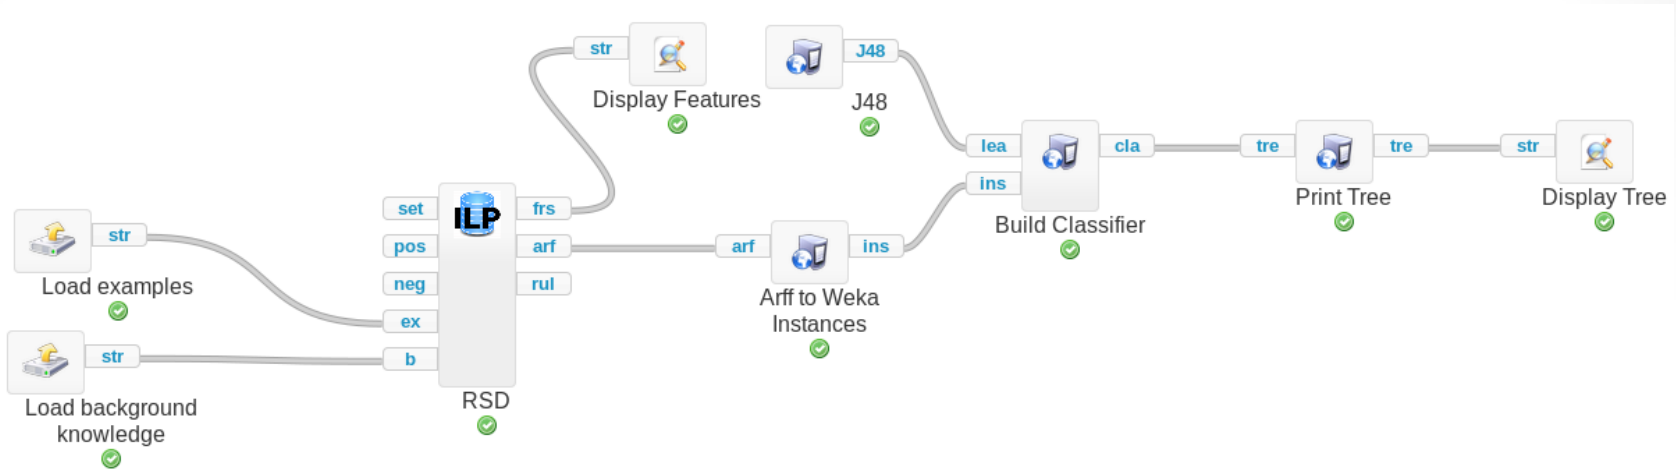 str
Display Features
J48
J48
lea
ins
cla
Build Classifier
tre
tre
Print Tree
str
Display Tree
str
Load examples
str
Load background
knowledge
set
pos
neg
ex
b
ILP
frs
arf
rul
RSD
arf
ins
Arff to Weka
Instances